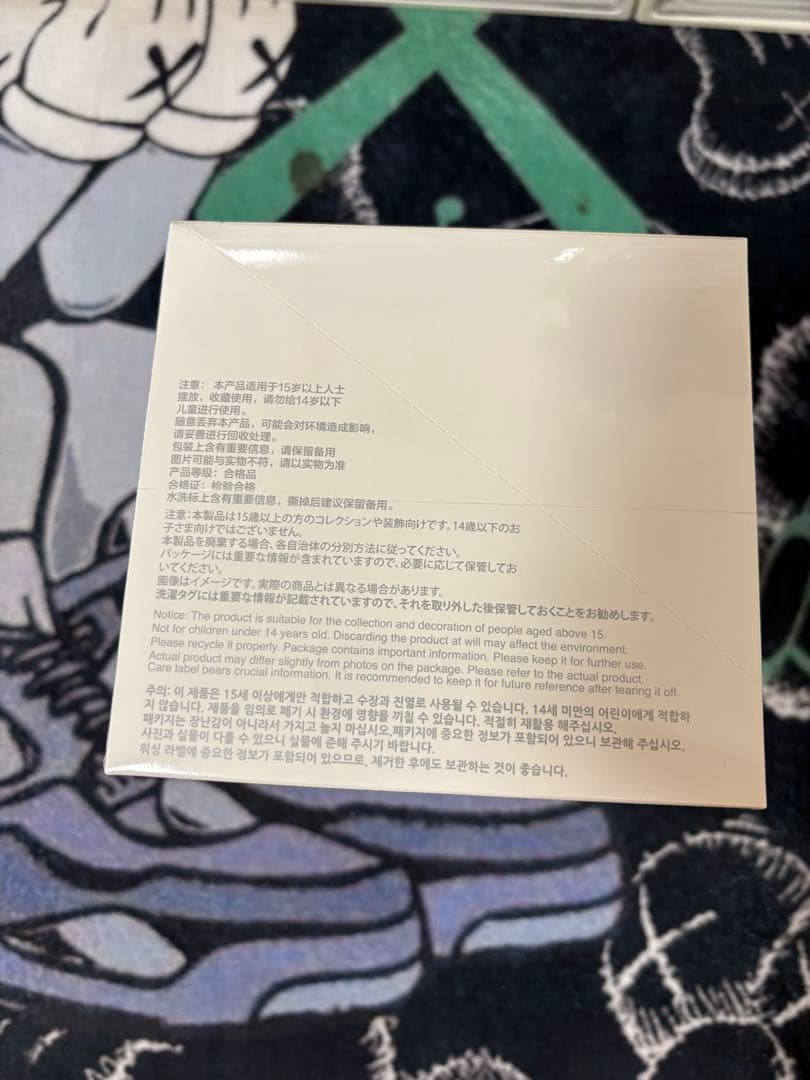 注意： 本产品适用于15岁以上人士
摆放，收藏使用，请勿给14岁以下
儿童进行使用。
随意丢弃本产品，可能会对环境造成影响，
请妥善进行回收处理。
包装上含有重要信息，请保留备用
图片可能与实物不符，请以实物为准
产品等级：合格品
合格证：检验合格
水洗标上含有重要信息，撕掉后建议保留备用。
注意:本製品は15歳以上の方のコレクションや装飾向けです。14歳以下のお
子さま向けではございません。
本製品を廃棄する場合、各自治体の分別方法に従ってください。
パッケージには重要な情報が含まれていますので、必要に応じて保管してお
いてください。
画像はイメージです。実際の商品とは異なる場合があります。
洗濯タグには重要な情報が記載されていますので、それを取り外した後保管しておくことをお勧めします。
Notice: The product is suitable for the collection and decoration of people aged above 15.
Not for children under 14 years old. Discarding the product at will may affect the environment.
Please recycle it properly. Package contains important information. Please keep it for further use.
Actual product may differ slightly from photos on the package. Please refer to the actual product.
Care label bears crucial information. It is recommended to keep it for future reference after tearing it off.
주의: 이 제품은 15세 이상에게만 적합하고 수장과 진열로 사용될 수 있습니다. 14세 미만의 어린이에게 적합하
지 않습니다. 제품을 임의로 폐기 시 환경에 영향을 끼칠 수 있습니다. 적절히 재활용 해주십시오.
패키지는 장난감이 아니라서 가지고 놀지 마십시오.패키지에 중요한 정보가 포함되어 있으니 보관해 주십시오.
사진과 실물이 다를 수 있으니 실물에 준해 주시기 바랍니다.
워싱 라벨에 중요한 정보가 포함되어 있으므로, 제거한 후에도 보관하는 것이 좋습니다.